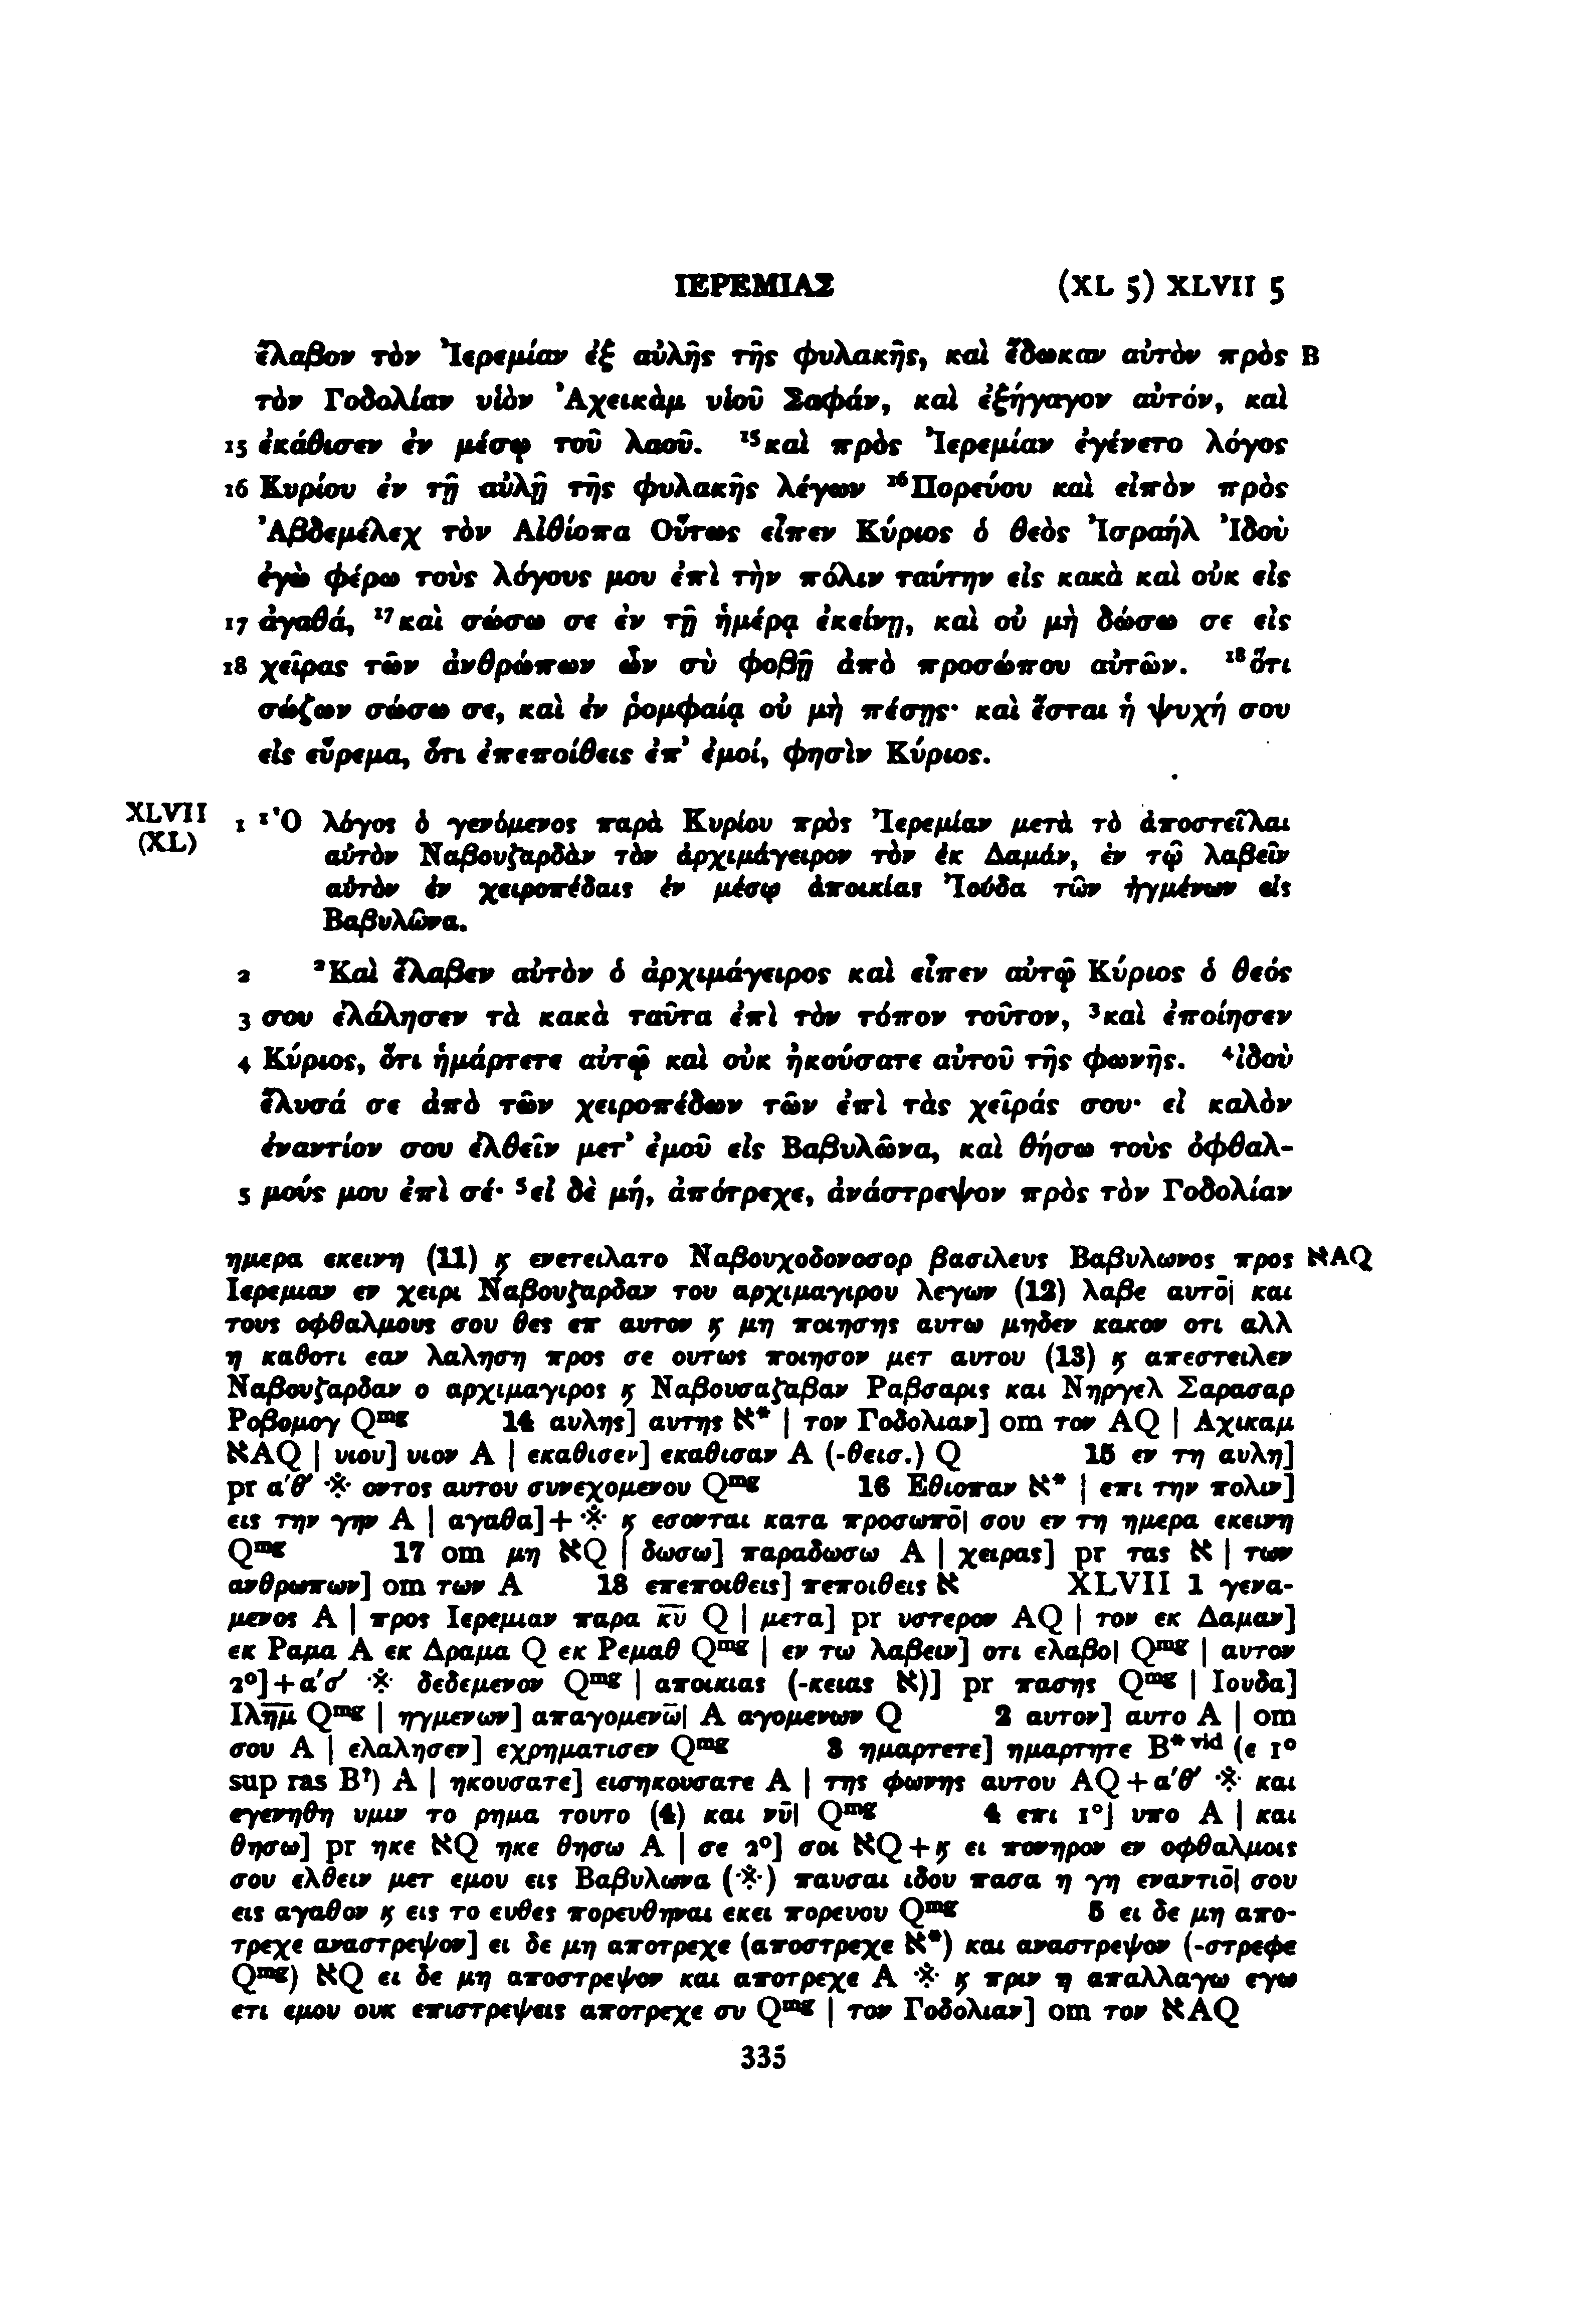 ΙΕΡΕΜΙΑΣ (XL 5) XLVII 5
ἔλαβον τὸν Ἰερεμίαν ἐξ αὐλῆς τῆς φυλακῆς, καὶ ἔδωκαν αὐτὸν πρὸς B
τὸν Γοδολίαν υἱὸν Ἀχεικὰμ υἱοῦ Σαφάν, καὶ ἐξήγαγον αὐτόν, καὶ
15 ἐκάθισεν ἐν μέσῳ τοῦ λαοῦ. ¹⁵καὶ πρὸς Ἰερεμίαν ἐγένετο λόγος
16 Κυρίου ἐν τῇ αὐλῇ τῆς φυλακῆς λέγων ¹⁶Πορεύου καὶ εἰπὸν πρὸς
Ἀβδεμέλεχ τὸν Αἰθίοπα Οὕτως εἶπεν Κύριος ὁ θεὸς Ἰσραήλ Ἰδοὺ
ἐγὼ φέρω τοὺς λόγους μου ἐπὶ τὴν πόλιν ταύτην εἰς κακὰ καὶ οὐκ εἰς
17 ἀγαθά, ¹⁷καὶ σώσω σε ἐν τῇ ἡμέρᾳ ἐκείνῃ, καὶ οὐ μὴ δώσω σε εἰς
18 χεῖρας τῶν ἀνθρώπων ὧν σὺ φοβῇ ἀπὸ προσώπου αὐτῶν. ¹⁸ὅτι
σώζων σώσω σε, καὶ ἐν ῥομφαίᾳ οὐ μὴ πέσῃς· καὶ ἔσται ἡ ψυχή σου
εἰς εὕρεμα, ὅτι ἐπεποίθεις ἐπ’ ἐμοί, φησὶν Κύριος.
XLVII 1 ¹Ὁ λόγος ὁ γενόμενος παρὰ Κυρίου πρὸς Ἰερεμίαν μετὰ τὸ ἀποστεῖλαι
(XL) αὐτὸν Ναβουζαρδὰν τὸν ἀρχιμάγειρον τὸν ἐκ Δαμάν, ἐν τῷ λαβεῖν
αὐτὸν ἐν χειροπέδαις ἐν μέσῳ ἀποικίας Ἰούδα τῶν ἠγμένων εἰς
Βαβυλῶνα.
2 ²Καὶ ἔλαβεν αὐτὸν ὁ ἀρχιμάγειρος καὶ εἶπεν αὐτῷ Κύριος ὁ θεός
3 σου ἐλάλησεν τὰ κακὰ ταῦτα ἐπὶ τὸν τόπον τοῦτον, ³καὶ ἐποίησεν
4 Κύριος, ὅτι ἡμάρτετε αὐτῷ καὶ οὐκ ἠκούσατε αὐτοῦ τῆς φωνῆς. ⁴ἰδοὺ
ἔλυσά σε ἀπὸ τῶν χειροπέδων τῶν ἐπὶ τὰς χεῖράς σου· εἰ καλὸν
ἐναντίον σου ἐλθεῖν μετ’ ἐμοῦ εἰς Βαβυλῶνα, καὶ θήσω τοὺς ὀφθαλ-
5 μούς μου ἐπὶ σέ· ⁵εἰ δὲ μή, ἀπότρεχε, ἀνάστρεψον πρὸς τὸν Γοδολίαν
ημερα εκεινη (11) ϗ ενετειλατο Ναβουχοδονοσορ βασιλευς Βαβυλωνος προς ℵAQ
Ιερεμιαν εν χειρι Ναβουζαρδαν του αρχιμαγιρου λεγων (12) λαβε αυτο̄| και
τους οφθαλμους σου θες επ αυτον ϗ μη ποιησης αυτω μηδεν κακον οτι αλλ
η καθοτι εαν λαληση προς σε ουτως ποιησον μετ αυτου (13) ϗ απεστειλεν
Ναβουζαρδαν ο αρχιμαγιρος ϗ Ναβουσαζαβαν Ραβσαρις και Νηργελ Σαρασαρ
Ροβομογ Qᵐᵍ 14 αυλης] αυτης ℵ* | τον Γοδολιαν] om τον AQ | Αχικαμ
ℵAQ | υιου] υιον A | εκαθισεν] εκαθισαν A (-θεισ.) Q 15 εν τη αυλη]
pr α′θ′ ※ οντος αυτου συνεχομενου Qᵐᵍ 16 Εθιοπαν ℵ* | επι την πολιν]
εις την γην A | αγαθα]+※ ϗ εσονται κατα προσωπο̄| σου εν τη ημερα εκεινη
Qᵐᵍ 17 om μη ℵQ | δωσω] παραδωσω A | χειρας] pr τας ℵ | των
ανθρωπων] om των A 18 επεποιθεις] πεποιθεις ℵ XLVII 1 γενα-
μενος A | προς Ιερεμιαν παρα κ̅υ̅ Q | μετα] pr υστερον AQ | τον εκ Δαμαν]
εκ Ραμα A εκ Δραμα Q εκ Ρεμαθ Qᵐᵍ | εν τω λαβειν] οτι ελαβο| Qᵐᵍ | αυτον
2°]+α′σ′ ※ δεδεμενον Qᵐᵍ | αποικιας (-κειας ℵ)] pr πασης Qᵐᵍ | Ιουδα]
Ιλη̅μ̅ Qᵐᵍ | ηγμενων] απαγομενω̄| A αγομενων Q 2 αυτον] αυτο A | om
σου A | ελαλησεν] εχρηματισεν Qᵐᵍ 3 ημαρτετε] ημαρτητε B*ᵛⁱᵈ (ε 1°
sup ras B?) A | ηκουσατε] εισηκουσατε A | της φωνης αυτου AQ+α′θ′ ※ και
εγενηθη υμιν το ρημα τουτο (4) και νῡ| Qᵐᵍ 4 επι 1°] υπο A | και
θησω] pr ηκε ℵQ ηκε θησω A | σε 2°] σοι ℵQ+ϗ ει πονηρον εν οφθαλμοις
σου ελθειν μετ εμου εις Βαβυλωνα (※) παυσαι ιδου πασα η γη εναντιο̄| σου
εις αγαθον ϗ εις το ευθες πορευθηναι εκει πορευου Qᵐᵍ 5 ει δε μη απο-
τρεχε αναστρεψον] ει δε μη αποτρεχε (αποστρεχε ℵ*) και αναστρεψον (-στρεφε
Qᵐᵍ) ℵQ ει δε μη αποστρεψον και αποτρεχε A ※ ϗ πριν η απαλλαγω εγω
ετι εμου ουκ επιστρεψεις αποτρεχε συ Qᵐᵍ | τον Γοδολιαν] om τον ℵAQ
335